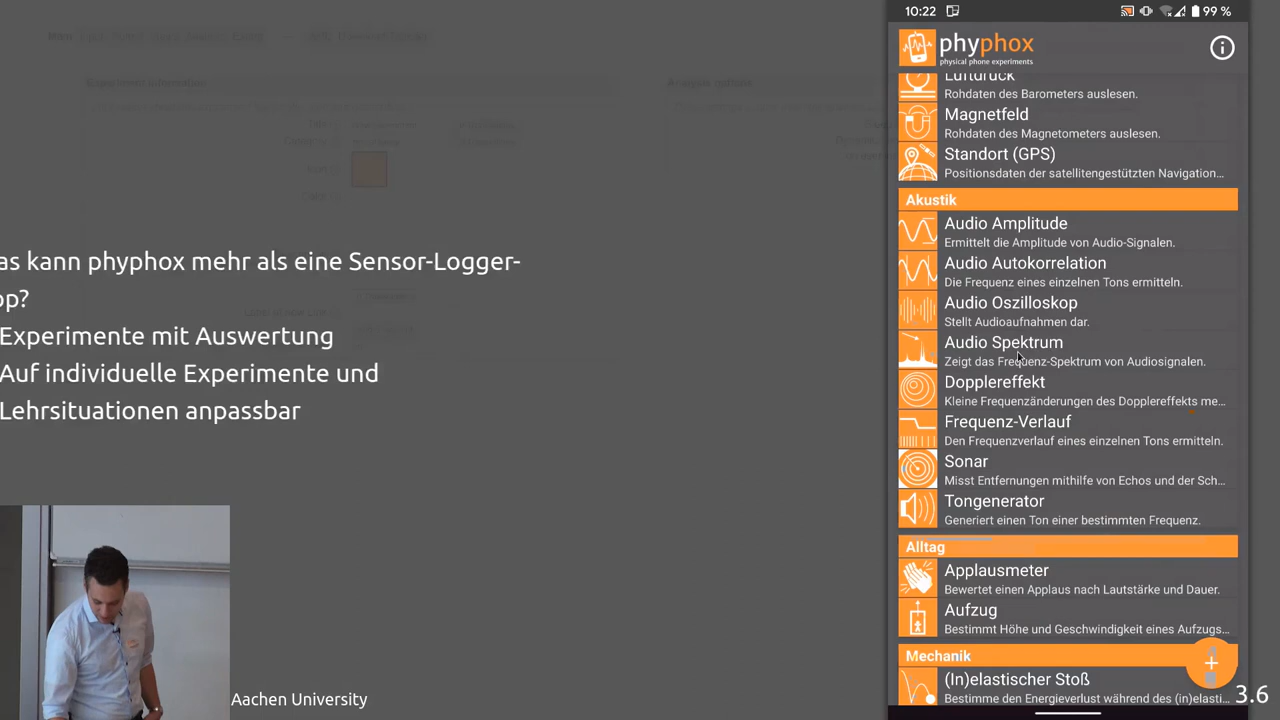 as kann phyphox mehr als eine Sensor-Logger-
op?
Experimente mit Auswertung
Auf individuelle Experimente und
Lehrsituationen anpassbar
Aachen University
10:22
99 %
phyphox
physical phone experiments
Luftdruck
Rohdaten des Barometers auslesen.
Magnetfeld
Rohdaten des Magnetometers auslesen.
Standort (GPS)
Positionsdaten der satellitengestützten Navigation…
Akustik
Audio Amplitude
Ermittelt die Amplitude von Audio-Signalen.
Audio Autokorrelation
Die Frequenz eines einzelnen Tons ermitteln.
Audio Oszilloskop
Stellt Audioaufnahmen dar.
Audio Spektrum
Zeigt das Frequenz-Spektrum von Audiosignalen.
Dopplereffekt
Kleine Frequenzänderungen des Dopplereffekts me…
Frequenz-Verlauf
Den Frequenzverlauf eines einzelnen Tons ermitteln.
Sonar
Misst Entfernungen mithilfe von Echos und der Sch…
Tongenerator
Generiert einen Ton einer bestimmten Frequenz.
Alltag
Applausmeter
Bewertet einen Applaus nach Lautstärke und Dauer.
Aufzug
Bestimmt Höhe und Geschwindigkeit eines Aufzugs…
Mechanik
(In)elastischer Stoß
Bestimme den Energieverlust während des (in)elasti…
+
3.6